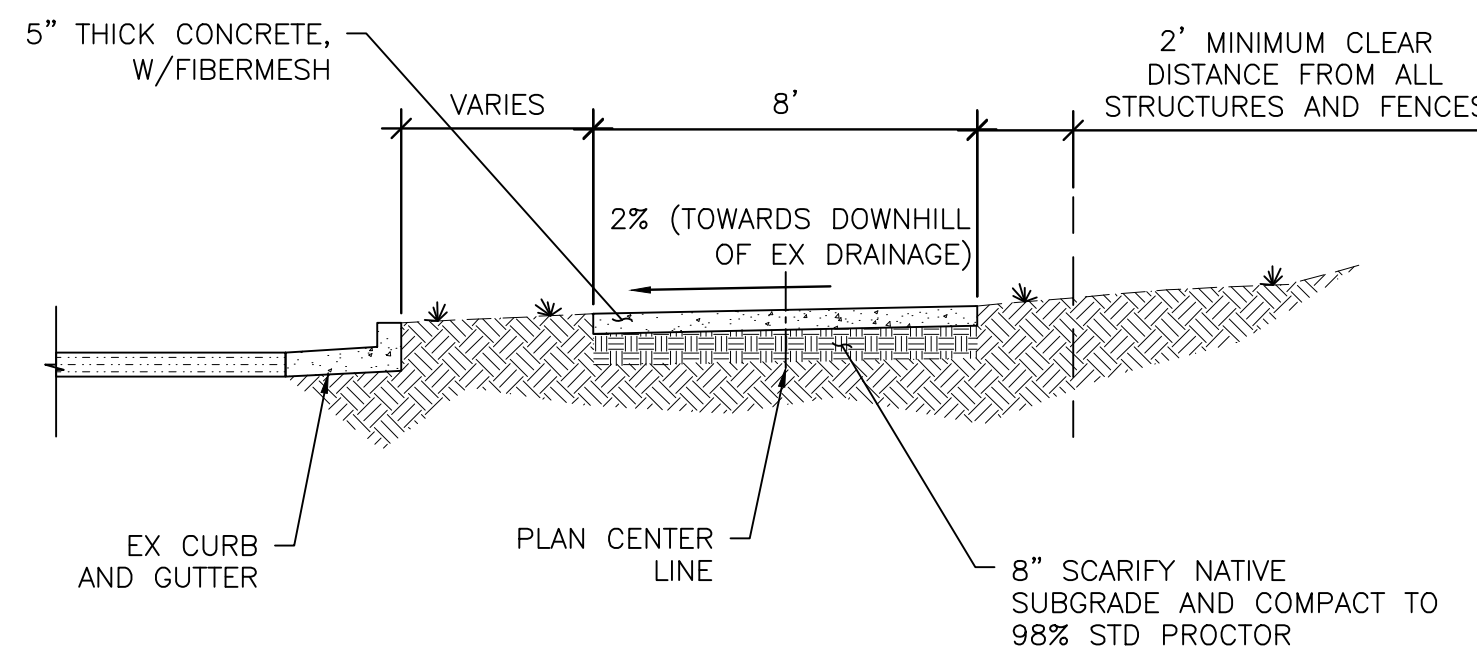 5” THICK CONCRETE,
W/FIBERMESH
VARIES
8’
2’ MINIMUM CLEAR
DISTANCE FROM ALL
STRUCTURES AND FENCES
2% (TOWARDS DOWNHILL
OF EX DRAINAGE)
EX CURB
AND GUTTER
PLAN CENTER
LINE
8” SCARIFY NATIVE
SUBGRADE AND COMPACT TO
98% STD PROCTOR